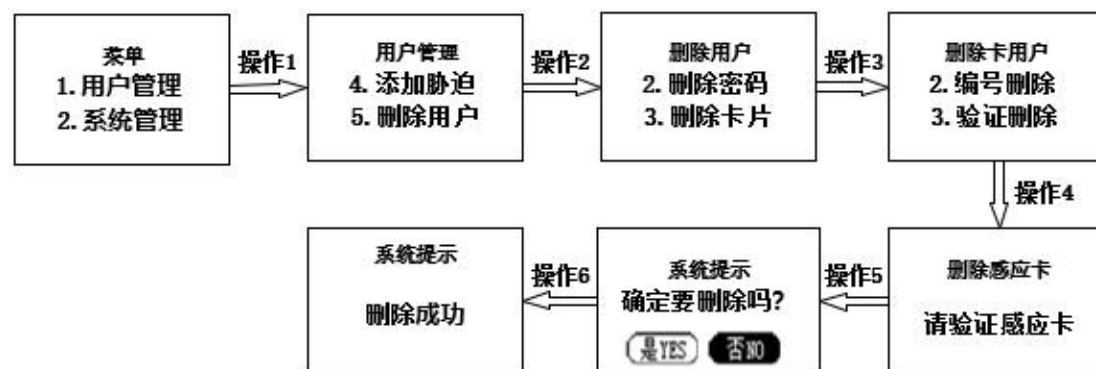 菜单
1.用户管理
2.系统管理
操作1
用户管理
4.添加胁迫
5.删除用户
操作2
删除用户
2.删除密码
3.删除卡片
操作3
删除卡用户
2.编号删除
3.验证删除
操作4
删除感应卡
请验证感应卡
操作5
系统提示
确定要删除吗?
是YES 否NO
操作6
系统提示
删除成功